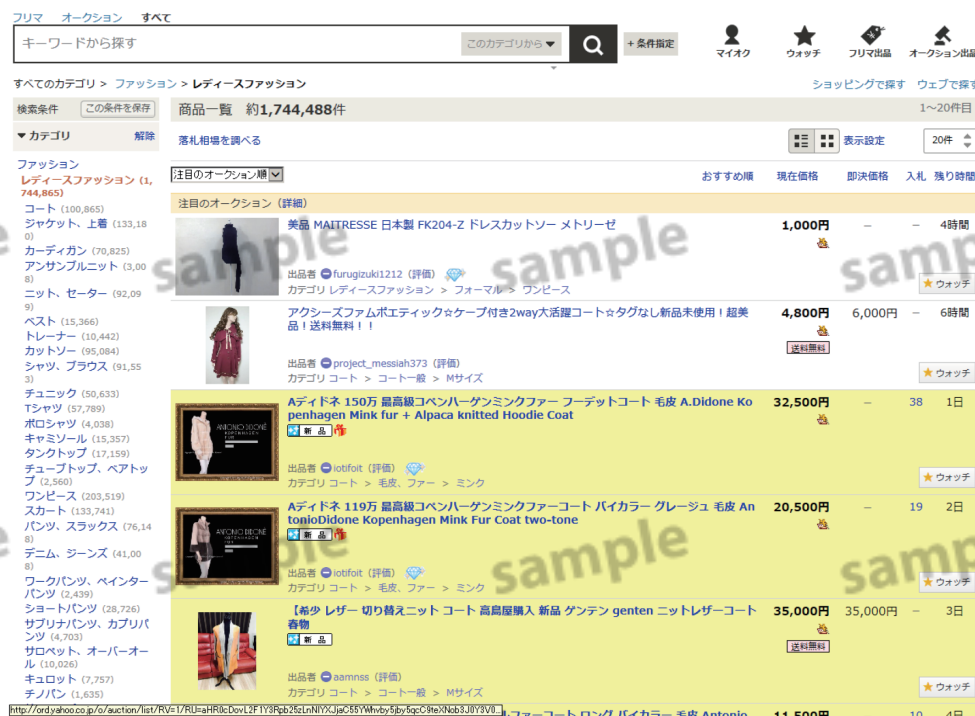 フリマ オークション すべて
キーワードから探す
このカテゴリから▼
+条件指定
マイオク ウォッチ フリマ出品 オークション出品
すべてのカテゴリ > ファッション > レディースファッション
ショッピングで探す ウェブで探す
検索条件 この条件を保存
商品一覧 約1,744,488件
1〜20件目
▼カテゴリ 解除
落札相場を調べる
表示設定 20件
ファッション
レディースファッション (1,
744,865)
コート (100,865)
ジャケット、上着 (133,18
0)
カーディガン (70,825)
アンサンブルニット (3,00
8)
ニット、セーター (92,09
9)
ベスト (15,366)
トレーナー (10,442)
カットソー (95,084)
シャツ、ブラウス (91,55
3)
チュニック (50,633)
Tシャツ (57,789)
ポロシャツ (4,038)
キャミソール (15,357)
タンクトップ (17,159)
チューブトップ、ベアトッ
プ (2,560)
ワンピース (203,519)
スカート (133,741)
パンツ、スラックス (76,14
8)
デニム、ジーンズ (41,00
8)
ワークパンツ、ペインター
パンツ (2,439)
ショートパンツ (28,726)
サブリナパンツ、カプリパ
ンツ (4,703)
サロペット、オーバーオー
ル (10,026)
キュロット (7,757)
チノパン (1,635)
注目のオークション順
おすすめ順 現在価格 即決価格 入札 残り時間
注目のオークション（詳細）
美品 MAITRESSE 日本製 FK204-Z ドレスカットソー メトリーゼ
1,000円 － － 4時間
出品者 furugizuki1212（評価）
カテゴリ レディースファッション > フォーマル > ワンピース
★ウォッチ
アクシーズファムポエティック☆ケープ付き2way大活躍コート☆タグなし新品未使用！超美
品！送料無料！！
4,800円 6,000円 － 6時間
送料無料
出品者 project_messiah373（評価）
カテゴリ コート > コート一般 > Mサイズ
★ウォッチ
Aディドネ 150万 最高級コペンハーゲンミンクファー フーデットコート 毛皮 A.Didone Ko
penhagen Mink fur + Alpaca knitted Hoodie Coat
32,500円 － 38 1日
新 品
ANTONIO DIDONÉ
出品者 iotifoit（評価）
カテゴリ コート > 毛皮、ファー > ミンク
★ウォッチ
Aディドネ 119万 最高級コペンハーゲンミンクファーコート バイカラー グレージュ 毛皮 An
tonioDidone Kopenhagen Mink Fur Coat two-tone
20,500円 － 19 2日
新 品
ANTONIO DIDONÉ
出品者 iotifoit（評価）
カテゴリ コート > 毛皮、ファー > ミンク
★ウォッチ
【希少 レザー 切り替えニット コート 高島屋購入 新品 ゲンテン genten ニットレザーコート
春物
35,000円 35,000円 － 3日
新 品
送料無料
出品者 aamnss（評価）
カテゴリ コート > コート一般 > Mサイズ
★ウォッチ
sample
sample
sample
sample
sample
sample